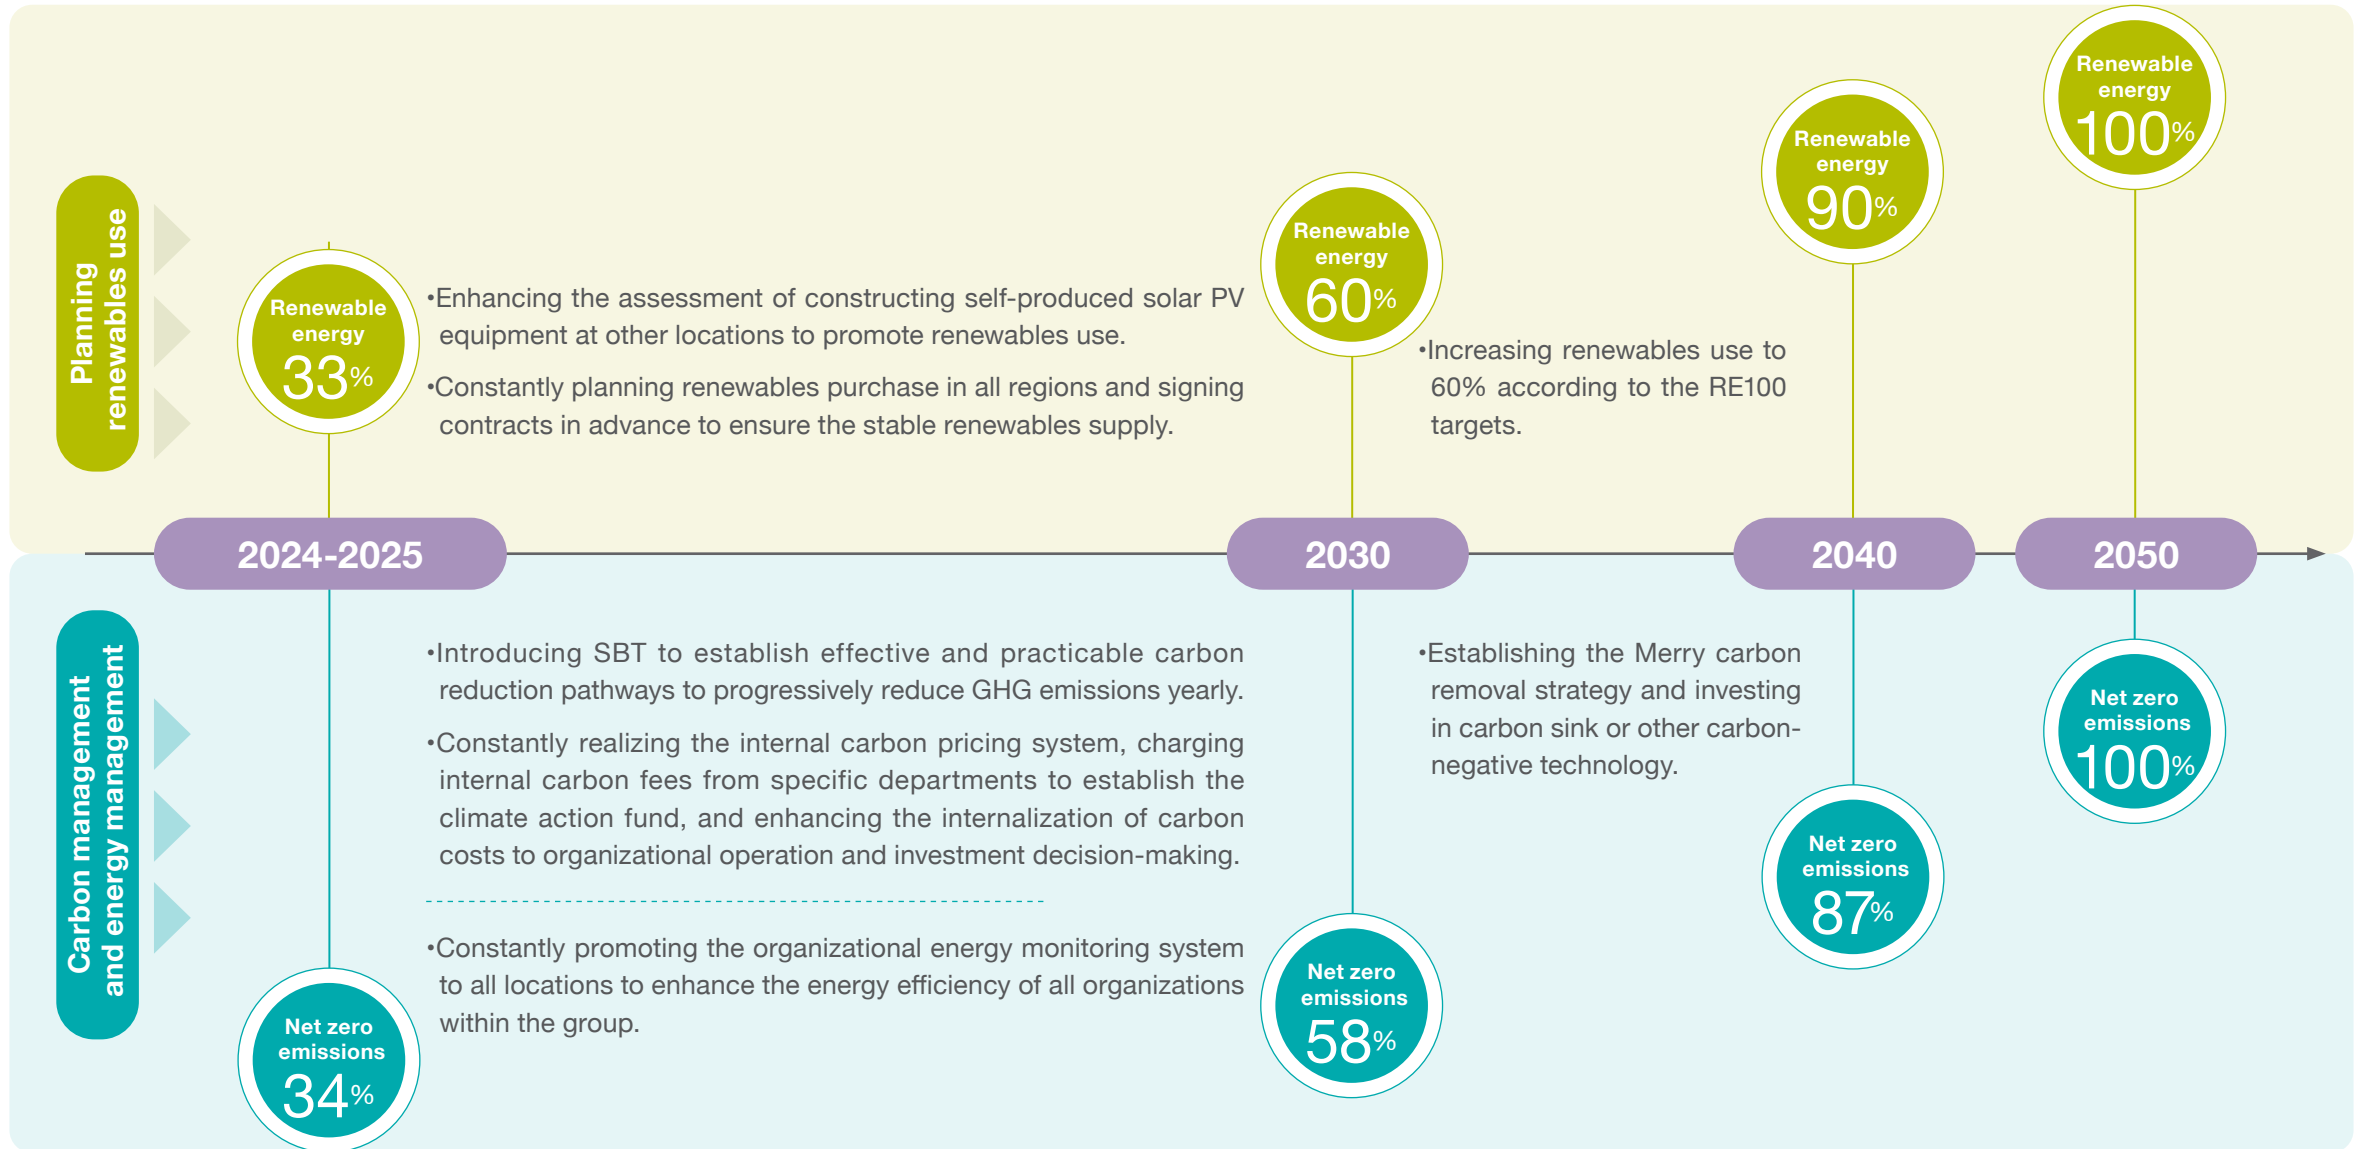 Planning
renewables use
Renewable
energy
33%
•Enhancing the assessment of constructing self-produced solar PV
equipment at other locations to promote renewables use.
•Constantly planning renewables purchase in all regions and signing
contracts in advance to ensure the stable renewables supply.
Renewable
energy
60%
•Increasing renewables use to
60% according to the RE100
targets.
Renewable
energy
90%
Renewable
energy
100%
2024-2025
2030
2040
2050
Carbon management
and energy management
Net zero
emissions
34%
•Introducing SBT to establish effective and practicable carbon
reduction pathways to progressively reduce GHG emissions yearly.
•Constantly realizing the internal carbon pricing system, charging
internal carbon fees from specific departments to establish the
climate action fund, and enhancing the internalization of carbon
costs to organizational operation and investment decision-making.
•Constantly promoting the organizational energy monitoring system
to all locations to enhance the energy efficiency of all organizations
within the group.
Net zero
emissions
58%
•Establishing the Merry carbon
removal strategy and investing
in carbon sink or other carbon-
negative technology.
Net zero
emissions
87%
Net zero
emissions
100%